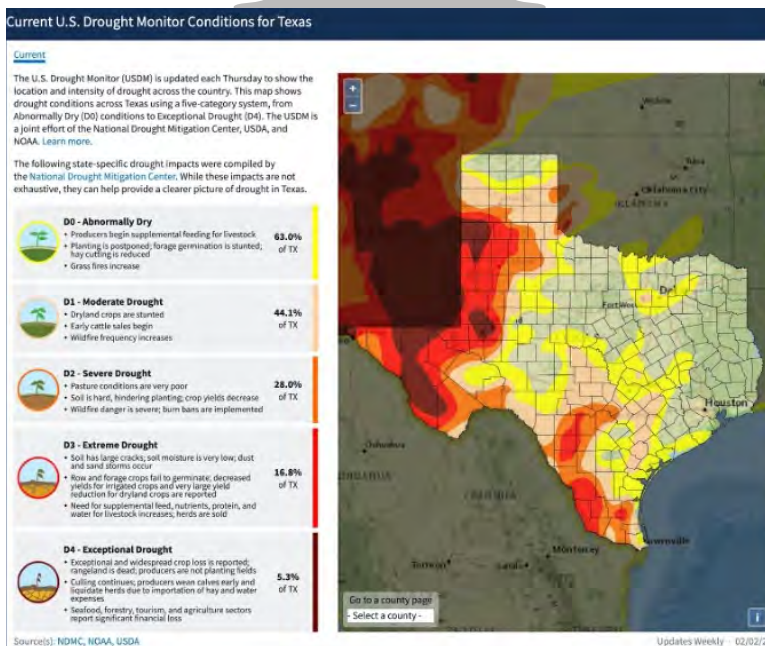 Current U.S. Drought Monitor Conditions for Texas
Current
The U.S. Drought Monitor (USDM) is updated each Thursday to show the
location and intensity of drought across the country. This map shows
drought conditions across Texas using a five-category system, from
Abnormally Dry (D0) conditions to Exceptional Drought (D4). The USDM is
a joint effort of the National Drought Mitigation Center, USDA, and
NOAA. Learn more.
The following state-specific drought impacts were compiled by
the National Drought Mitigation Center. While these impacts are not
exhaustive, they can help provide a clearer picture of drought in Texas.
D0 - Abnormally Dry
• Producers begin supplemental feeding for livestock
• Planting is postponed; forage germination is stunted;
hay cutting is reduced
• Grass fires increase
63.0%
of TX
D1 - Moderate Drought
• Dryland crops are stunted
• Early cattle sales begin
• Wildfire frequency increases
44.1%
of TX
D2 - Severe Drought
• Pasture conditions are very poor
• Soil is hard, hindering planting; crop yields decrease
• Wildfire danger is severe; burn bans are implemented
28.0%
of TX
D3 - Extreme Drought
• Soil has large cracks; soil moisture is very low; dust
and sand storms occur
• Row and forage crops fail to germinate; decreased
yields for irrigated crops and very large yield
reduction for dryland crops are reported
• Need for supplemental feed, nutrients, protein, and
water for livestock increases; herds are sold
16.8%
of TX
D4 - Exceptional Drought
• Exceptional and widespread crop loss is reported;
rangeland is dead; producers are not planting fields
• Culling continues; producers wean calves early and
liquidate herds due to importation of hay and water
expenses
• Seafood, forestry, tourism, and agriculture sectors
report significant financial loss
5.3%
of TX
Source(s): NDMC, NOAA, USDA
+
−
Wichita
Tulsa
Oklahoma City
Fort Worth
Houston
Chihuahua
Monterrey
Brownsville
Torreon
Go to a county page
- Select a county -
i
Updates Weekly - 02/02/2